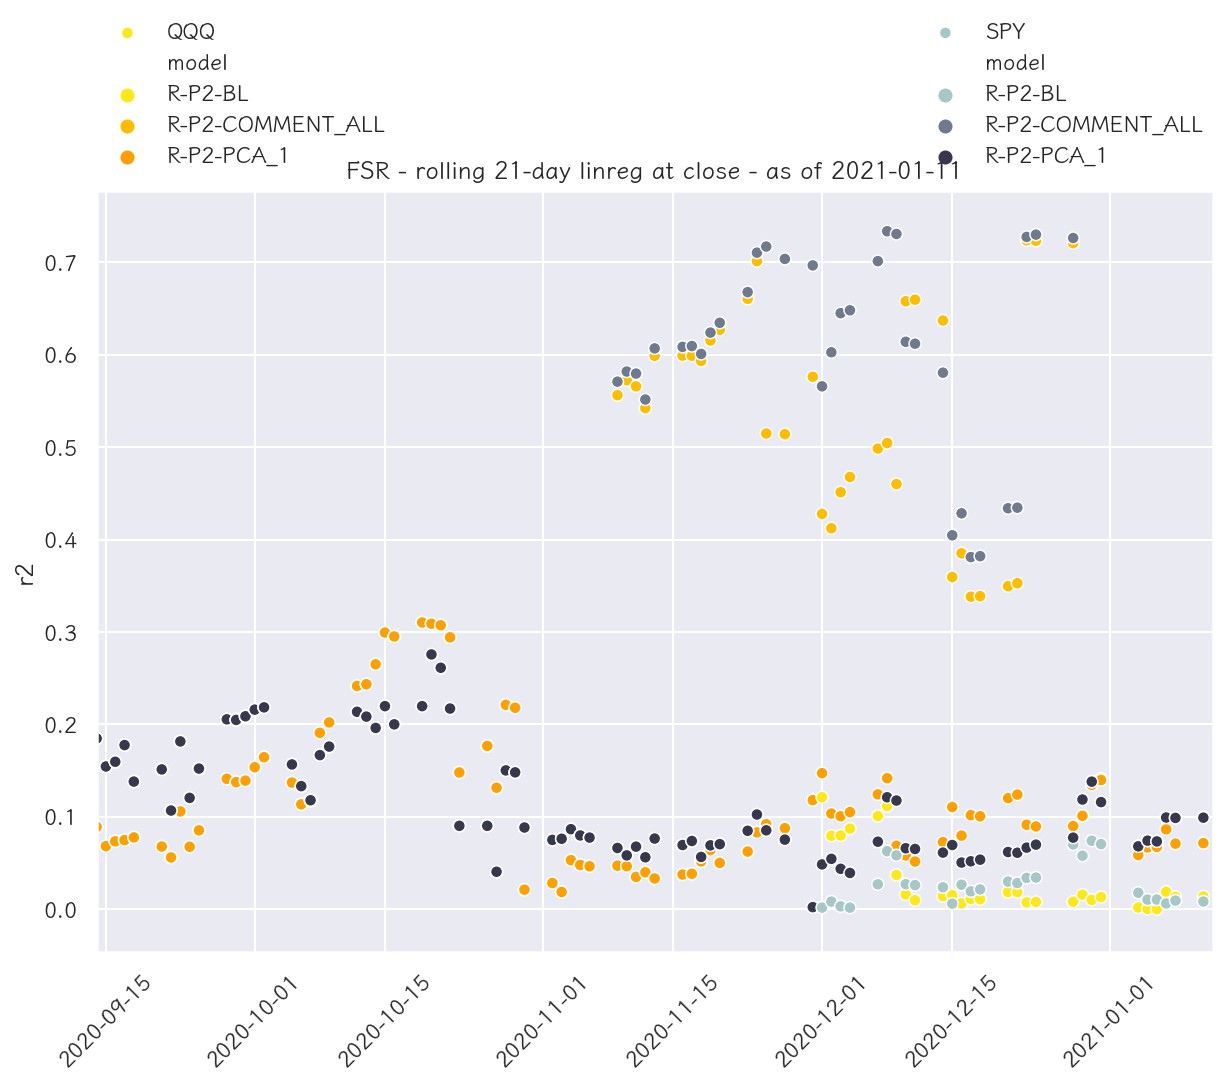 QQQ
model
R-P2-BL
R-P2-COMMENT_ALL
R-P2-PCA_1
SPY
model
R-P2-BL
R-P2-COMMENT_ALL
R-P2-PCA_1
FSR - rolling 21-day linreg at close - as of 2021-01-11
r2
0.7
0.6
0.5
0.4
0.3
0.2
0.1
0.0
2020-09-15
2020-10-01
2020-10-15
2020-11-01
2020-11-15
2020-12-01
2020-12-15
2021-01-01